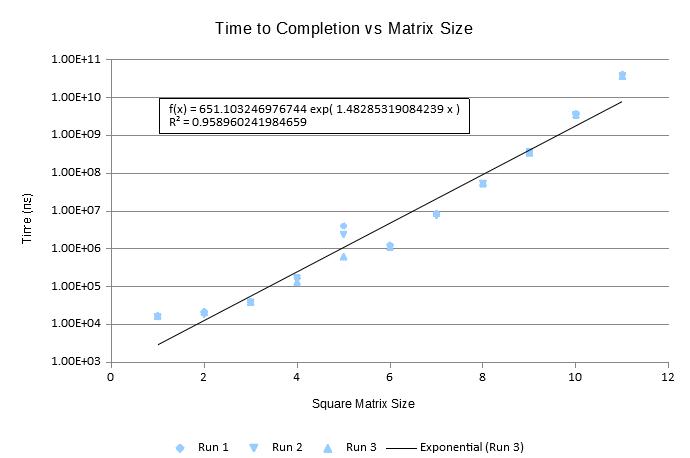 Time to Completion vs Matrix Size
1.00E+11
1.00E+10
1.00E+09
1.00E+08
1.00E+07
1.00E+06
1.00E+05
1.00E+04
1.00E+03
Time (ns)
f(x) = 651.103246976744 exp( 1.48285319084239 x )
R² = 0.958960241984659
0 2 4 6 8 10 12
Square Matrix Size
Run 1 Run 2 Run 3 Exponential (Run 3)